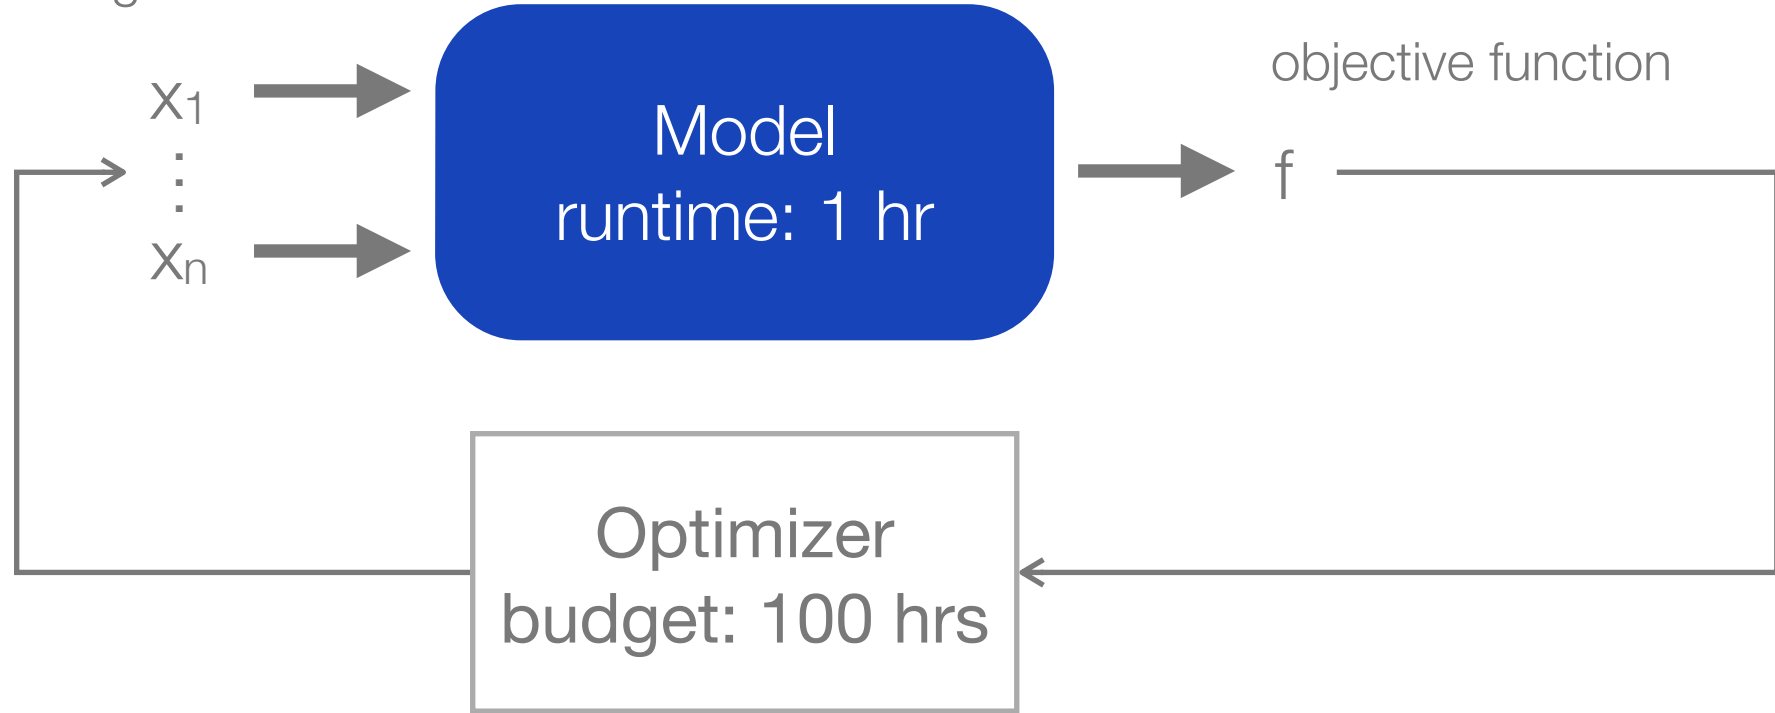 x1
⋮
xn
Model
runtime: 1 hr
objective function
f
Optimizer
budget: 100 hrs